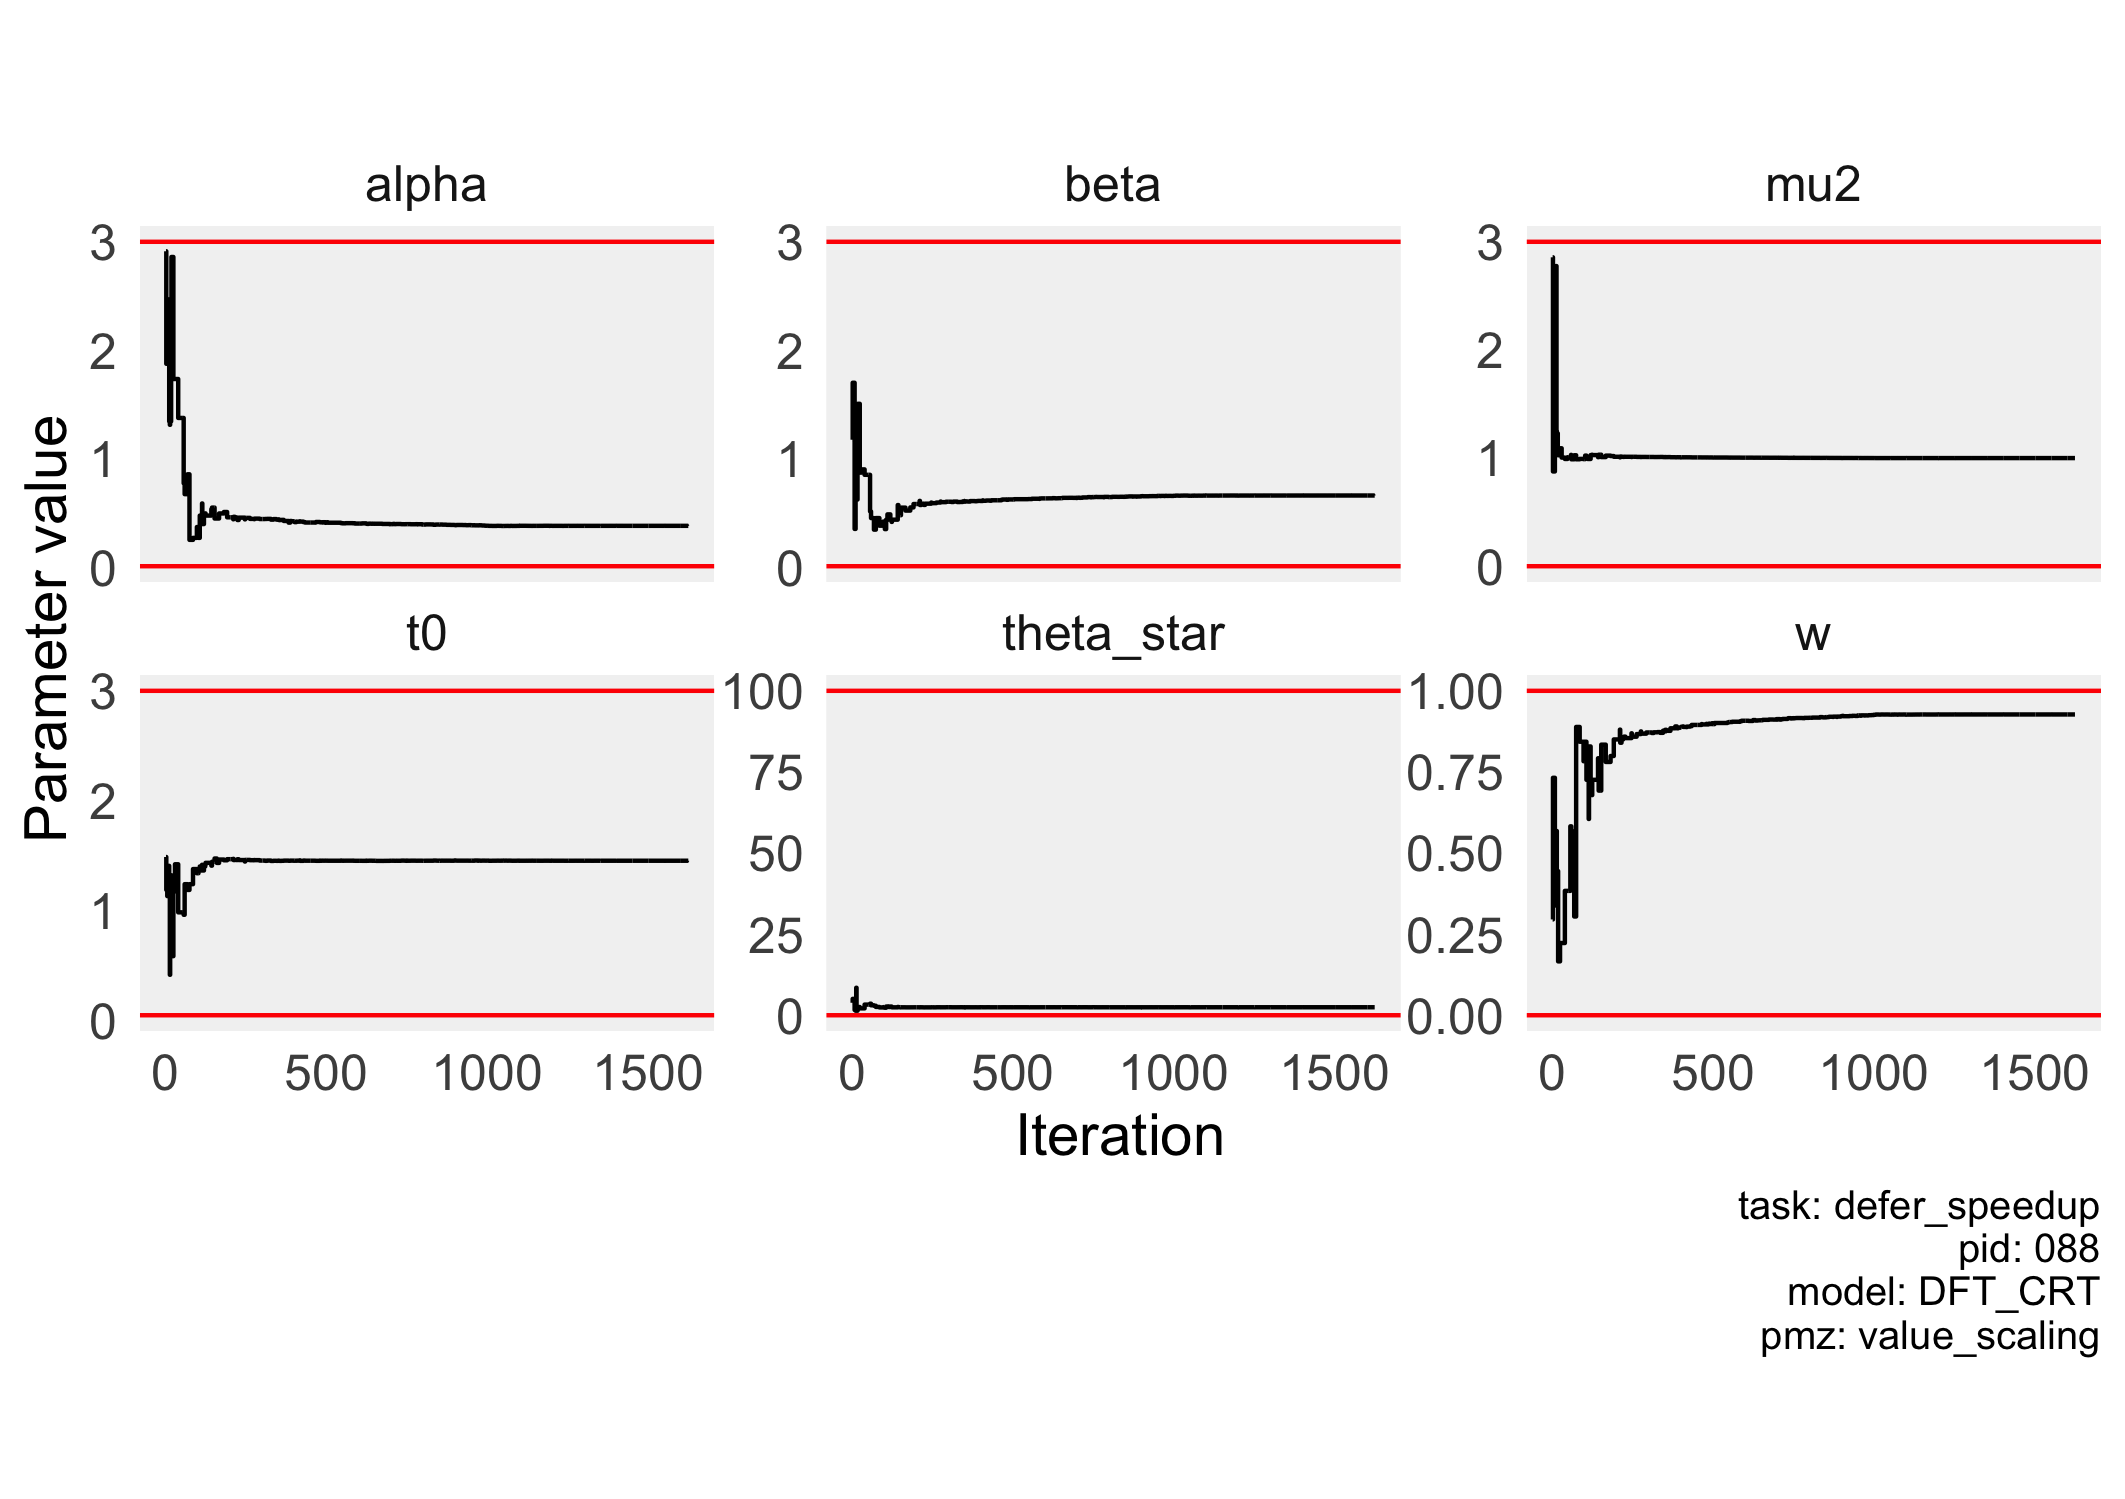 alpha
beta
mu2
3
2
1
0
3
2
1
0
3
2
1
0
Parameter value
t0
theta_star
w
3
2
1
0
100
75
50
25
0
1.00
0.75
0.50
0.25
0.00
0 500 1000 1500
0 500 1000 1500
0 500 1000 1500
Iteration
task: defer_speedup
pid: 088
model: DFT_CRT
pmz: value_scaling